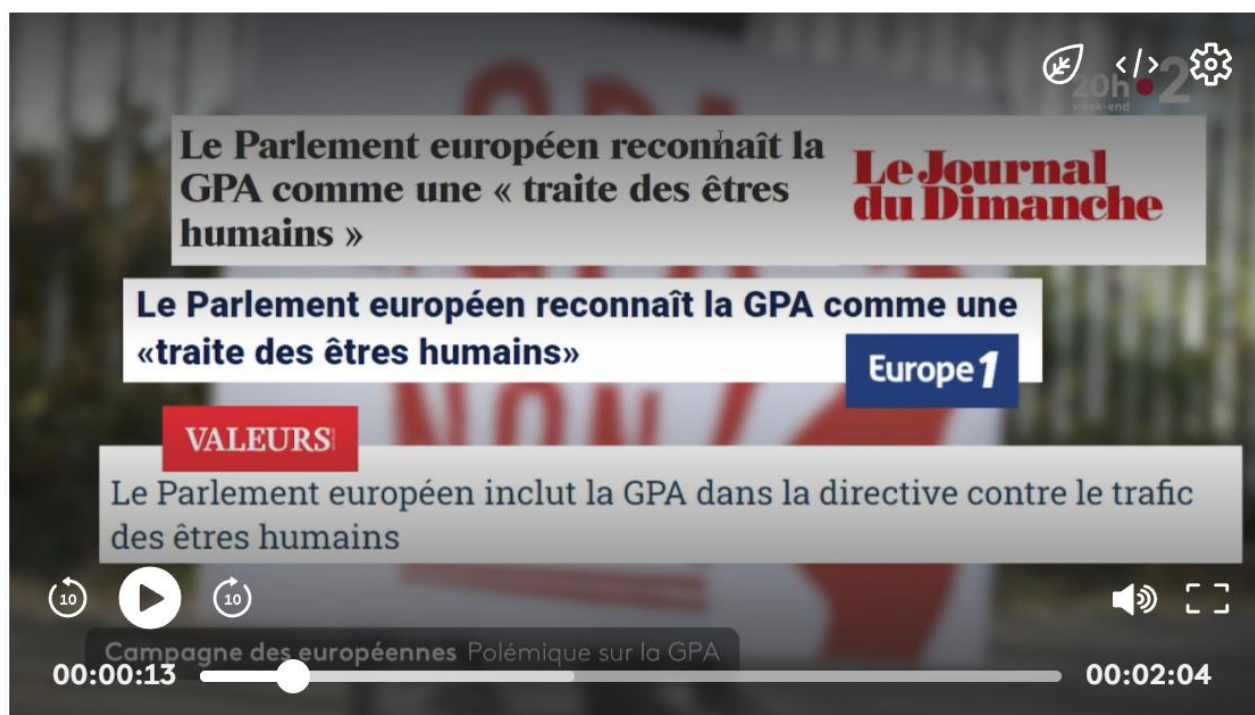 20h 2
week-end
Le Parlement européen reconnaît la
GPA comme une « traite des êtres
humains »
Le Journal
du Dimanche
Le Parlement européen reconnaît la GPA comme une
«traite des êtres humains»
Europe 1
VALEURS
Le Parlement européen inclut la GPA dans la directive contre le trafic
des êtres humains
NON
10
10
Campagne des européennes Polémique sur la GPA
00:00:13
00:02:04